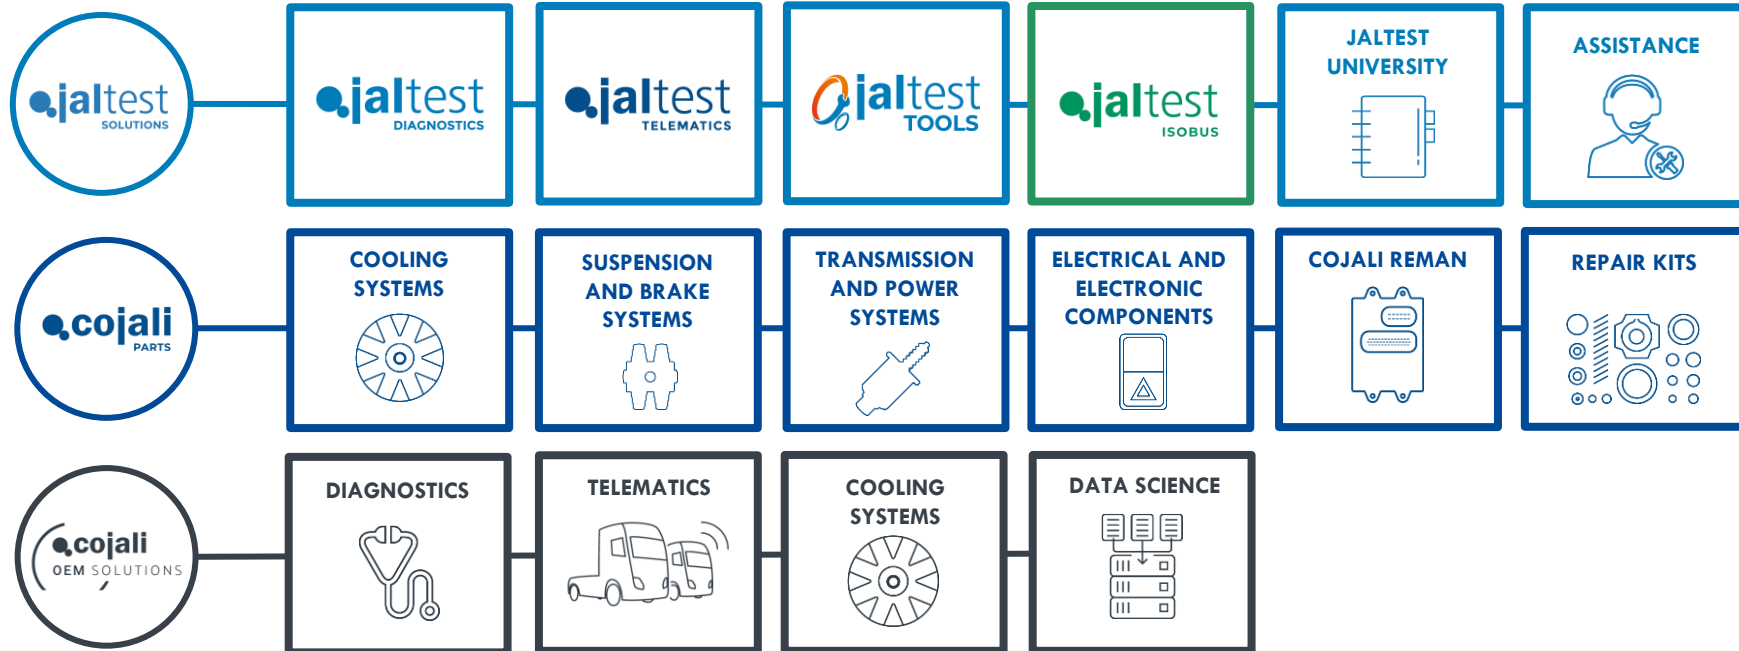 jaltest
SOLUTIONS
jaltest
DIAGNOSTICS
jaltest
TELEMATICS
jaltest
TOOLS
jaltest
ISOBUS
JALTEST
UNIVERSITY
ASSISTANCE
cojali
PARTS
COOLING
SYSTEMS
SUSPENSION
AND BRAKE
SYSTEMS
TRANSMISSION
AND POWER
SYSTEMS
ELECTRICAL AND
ELECTRONIC
COMPONENTS
COJALI REMAN
REPAIR KITS
cojali
OEM SOLUTIONS
DIAGNOSTICS
TELEMATICS
COOLING
SYSTEMS
DATA SCIENCE